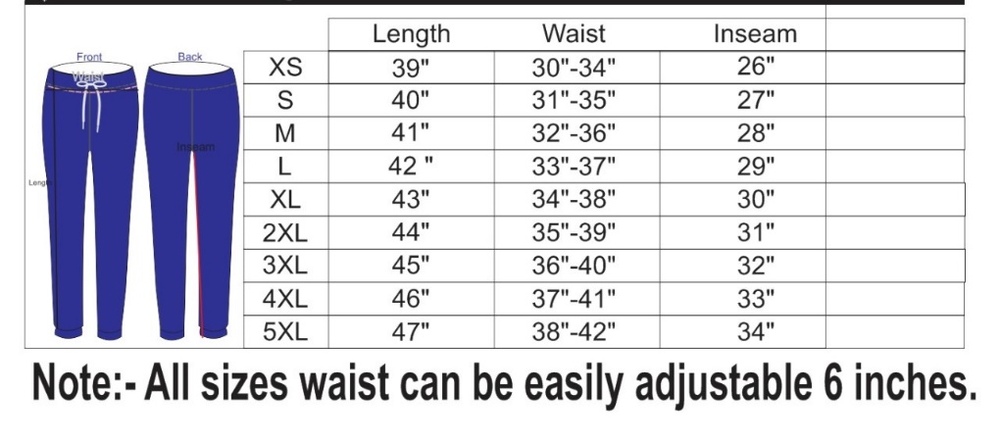 Length Waist Inseam
Front Back
XS 39" 30"-34" 26"
Waist
S 40" 31"-35" 27"
M 41" 32"-36" 28"
Inseam
L 42 " 33"-37" 29"
Length
XL 43" 34"-38" 30"
2XL 44" 35"-39" 31"
3XL 45" 36"-40" 32"
4XL 46" 37"-41" 33"
5XL 47" 38"-42" 34"
Note:- All sizes waist can be easily adjustable 6 inches.